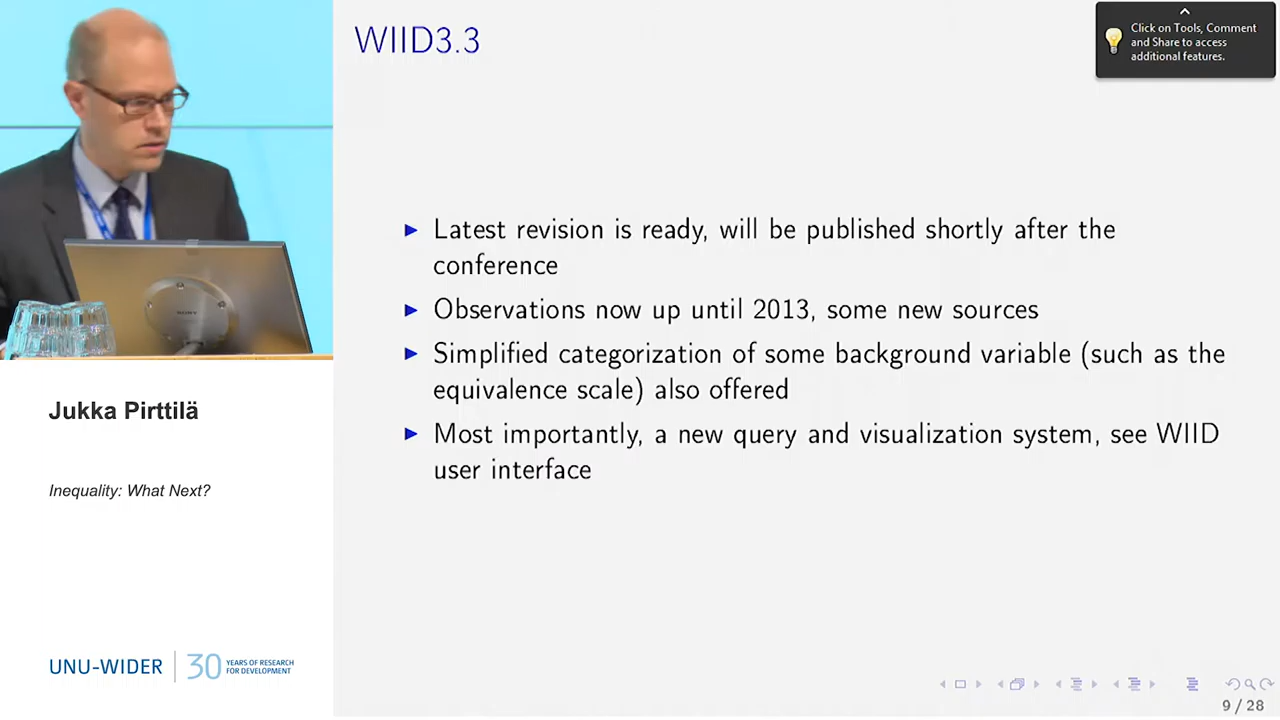 WIID3.3
Click on Tools, Comment
and Share to access
additional features.
Latest revision is ready, will be published shortly after the
conference
Observations now up until 2013, some new sources
Simplified categorization of some background variable (such as the
equivalence scale) also offered
Most importantly, a new query and visualization system, see WIID
user interface
SONY
Jukka Pirttilä
Inequality: What Next?
UNU-WIDER
30 YEARS OF RESEARCH
FOR DEVELOPMENT
9 / 28